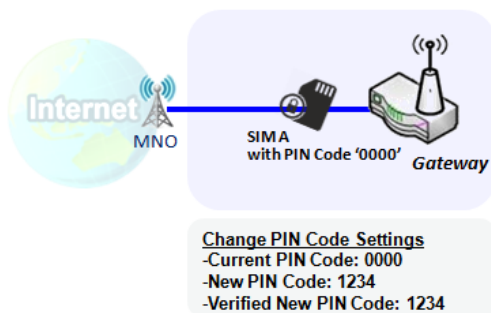 Internet
MNO
SIM A
with PIN Code ‘0000’
Gateway
Change PIN Code Settings
-Current PIN Code: 0000
-New PIN Code: 1234
-Verified New PIN Code: 1234